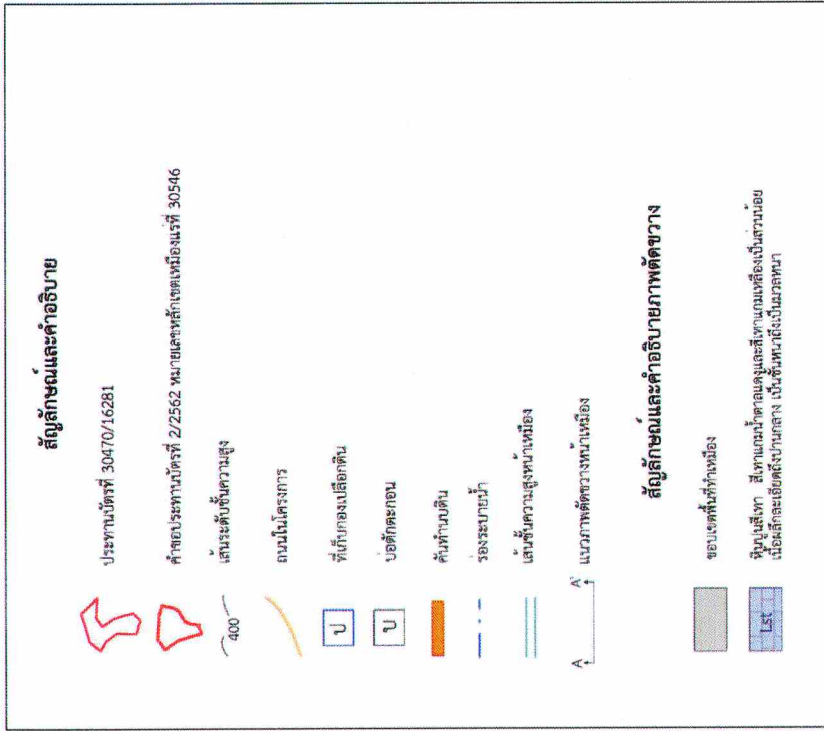 สัญลักษณ์และคำอธิบาย
ประทานบัตรที่ 30470/16281
คำขอประทานบัตรที่ 2/2562 หมายเลขหลักเขตเหมืองแร่ที่ 30546
400
เส้นระดับชั้นความสูง
ถนนในโครงการ
ป
ที่เก็บกองเปลือกดิน
บ
บ่อดักตะกอน
คันทำนบดิน
ร่องระบายน้ำ
เส้นชั้นความสูงหน้าเหมือง
A A'
แนวภาพตัดขวางหน้าเหมือง
สัญลักษณ์และคำอธิบายภาพตัดขวาง
ขอบเขตพื้นที่ทำเหมือง
Lst
หินปูนสีเทา สีเทาแกมน้ำตาลแดงและสีเทาแกมเหลืองเป็นส่วนน้อย
เนื้อผลึกละเอียดถึงปานกลาง เป็นชั้นหนาถึงเป็นมวลหนา